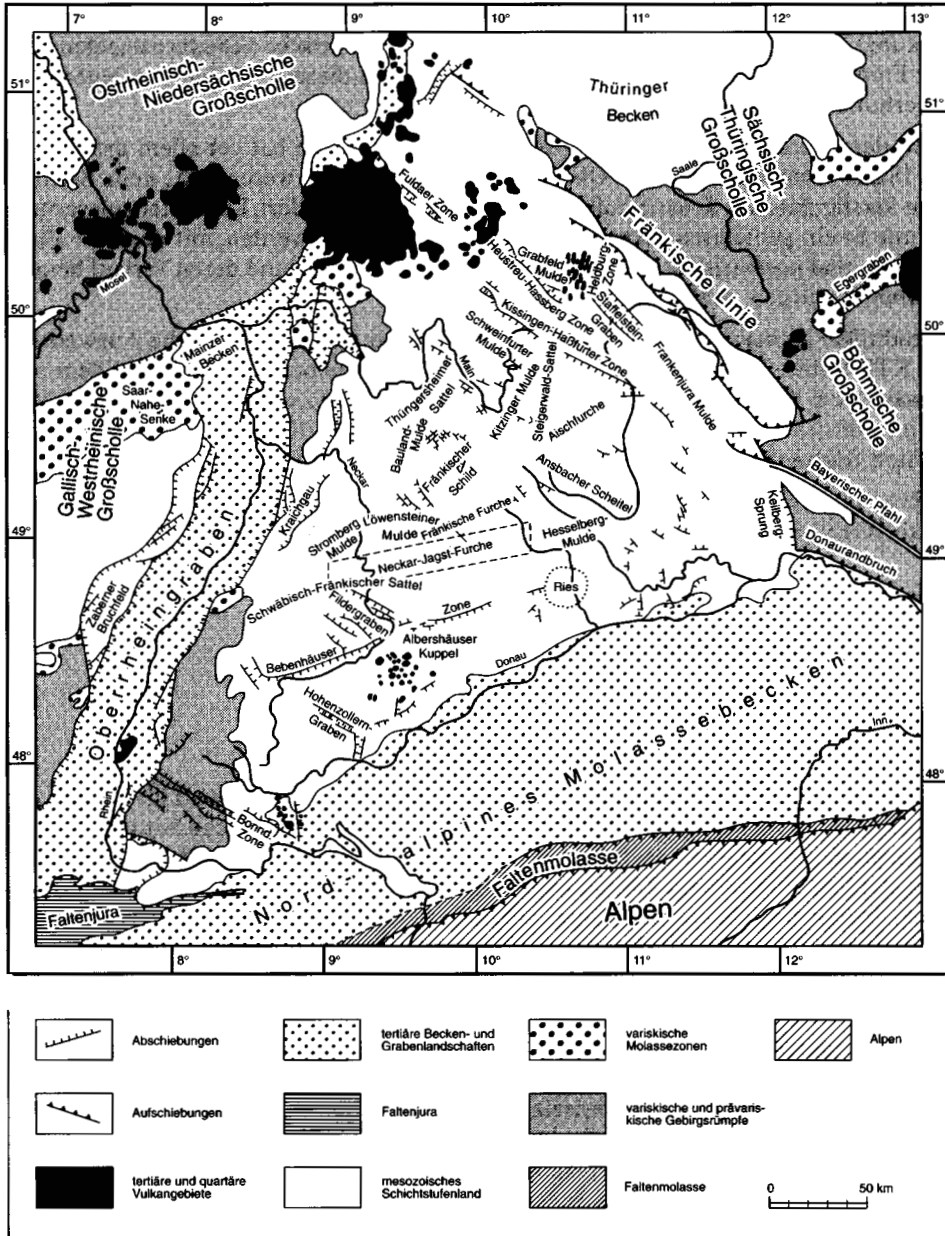 7°
8°
9°
10°
11°
12°
13°
51°
51°
Ostrheinisch-
Niedersächsische
Großscholle
Thüringer
Becken
Sächsisch-
Thüringische
Großscholle
Saale
Fuldaer Zone
Fränkische Linie
Grabfeld
Mulde
Heldburg
Zone
Heustreu-Hassberg Zone
Staffelstein-
Graben
Egergraben
Mosel
50°
50°
Kissingen-Haßfurter Zone
Schweinfurter
Mulde
Mainzer
Becken
Main
Thüngersheimer
Sattel
Kitzinger Mulde
Steigerwald-Sattel
Frankenjura Mulde
Böhmische
Großscholle
Saar-
Nahe-
Senke
Gallisch-
Westrheinische
Großscholle
Bauland-
Mulde
Fränkischer
Schild
Aischfurche
Ansbacher Scheitel
Neckar
Kraichgau
Bayerischer Pfahl
Keilberg-
Sprung
Donaurandbruch
49°
49°
Stromberg Löwensteiner
Mulde
Mulde
Fränkische Furche
Hesselberg-
Mulde
Neckar-Jagst-Furche
Schwäbisch-Fränkischer Sattel
Ries
Zaberner
Bruchfeld
Oberrheingraben
Fildergraben
Zone
Bebenhäuser
Albershäuser
Kuppel
Donau
Hohenzollern-
Graben
48°
48°
Inn
Rhein
Bonnd.
Zone
Nordalpines Molassebecken
Faltenmolasse
Faltenjura
Alpen
8°
9°
10°
11°
12°
Abschiebungen
tertiäre Becken- und
Grabenlandschaften
variskische
Molassezonen
Alpen
Aufschiebungen
Faltenjura
variskische und prävaris-
kische Gebirgsrümpfe
tertiäre und quartäre
Vulkangebiete
mesozoisches
Schichtstufenland
Faltenmolasse
0
50 km